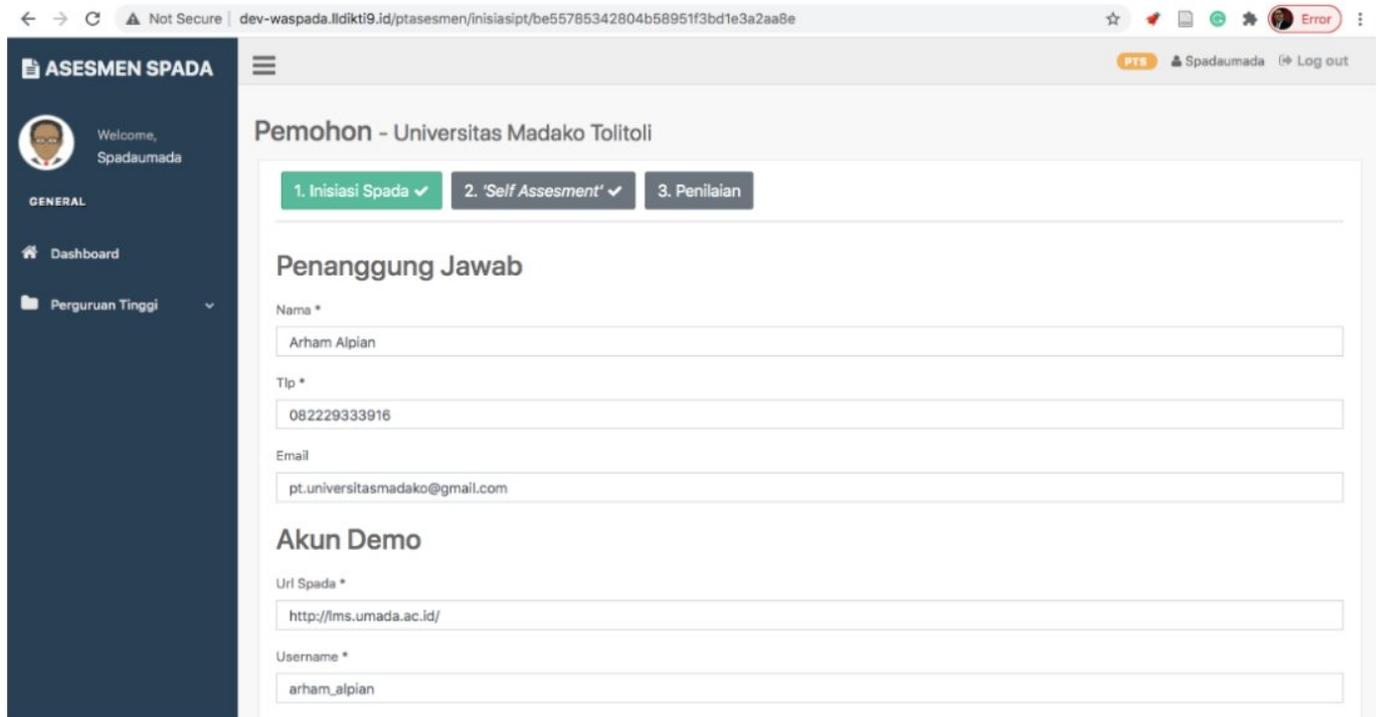 Not Secure dev-waspada.lldikti9.id/ptasesmen/inisiasipt/be55785342804b58951f3bd1e3a2aa8e Error
ASESMEN SPADA
PTS Spadaumada Log out
Welcome,
Spadaumada
GENERAL
Dashboard
Perguruan Tinggi
Pemohon - Universitas Madako Tolitoli
1. Inisiasi Spada 2. 'Self Assesment' 3. Penilaian
Penanggung Jawab
Nama *
Arham Alpian
Tlp *
082229333916
Email
pt.universitasmadako@gmail.com
Akun Demo
Url Spada *
http://lms.umada.ac.id/
Username *
arham_alpian